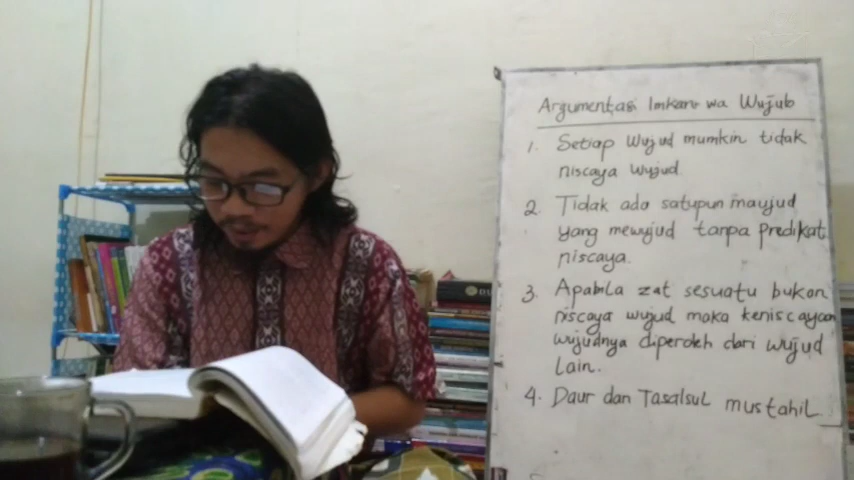 Argumentasi Imkan wa Wujub
1. Setiap Wujud mumkin tidak
niscaya wujud.
2. Tidak ada satupun maujud
yang mewujud tanpa predikat
niscaya.
3. Apabila zat sesuatu bukan
niscaya wujud maka keniscayaan
wujudnya diperoleh dari wujud
Lain.
4. Daur dan Tasalsul mustahil.